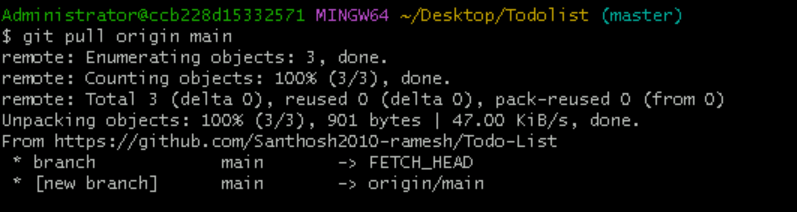 Administrator@ccb228d15332571 MINGW64 ~/Desktop/Todolist (master)
$ git pull origin main
remote: Enumerating objects: 3, done.
remote: Counting objects: 100% (3/3), done.
remote: Total 3 (delta 0), reused 0 (delta 0), pack-reused 0 (from 0)
Unpacking objects: 100% (3/3), 901 bytes | 47.00 KiB/s, done.
From https://github.com/Santhosh2010-ramesh/Todo-List
 * branch            main       -> FETCH_HEAD
 * [new branch]      main       -> origin/main